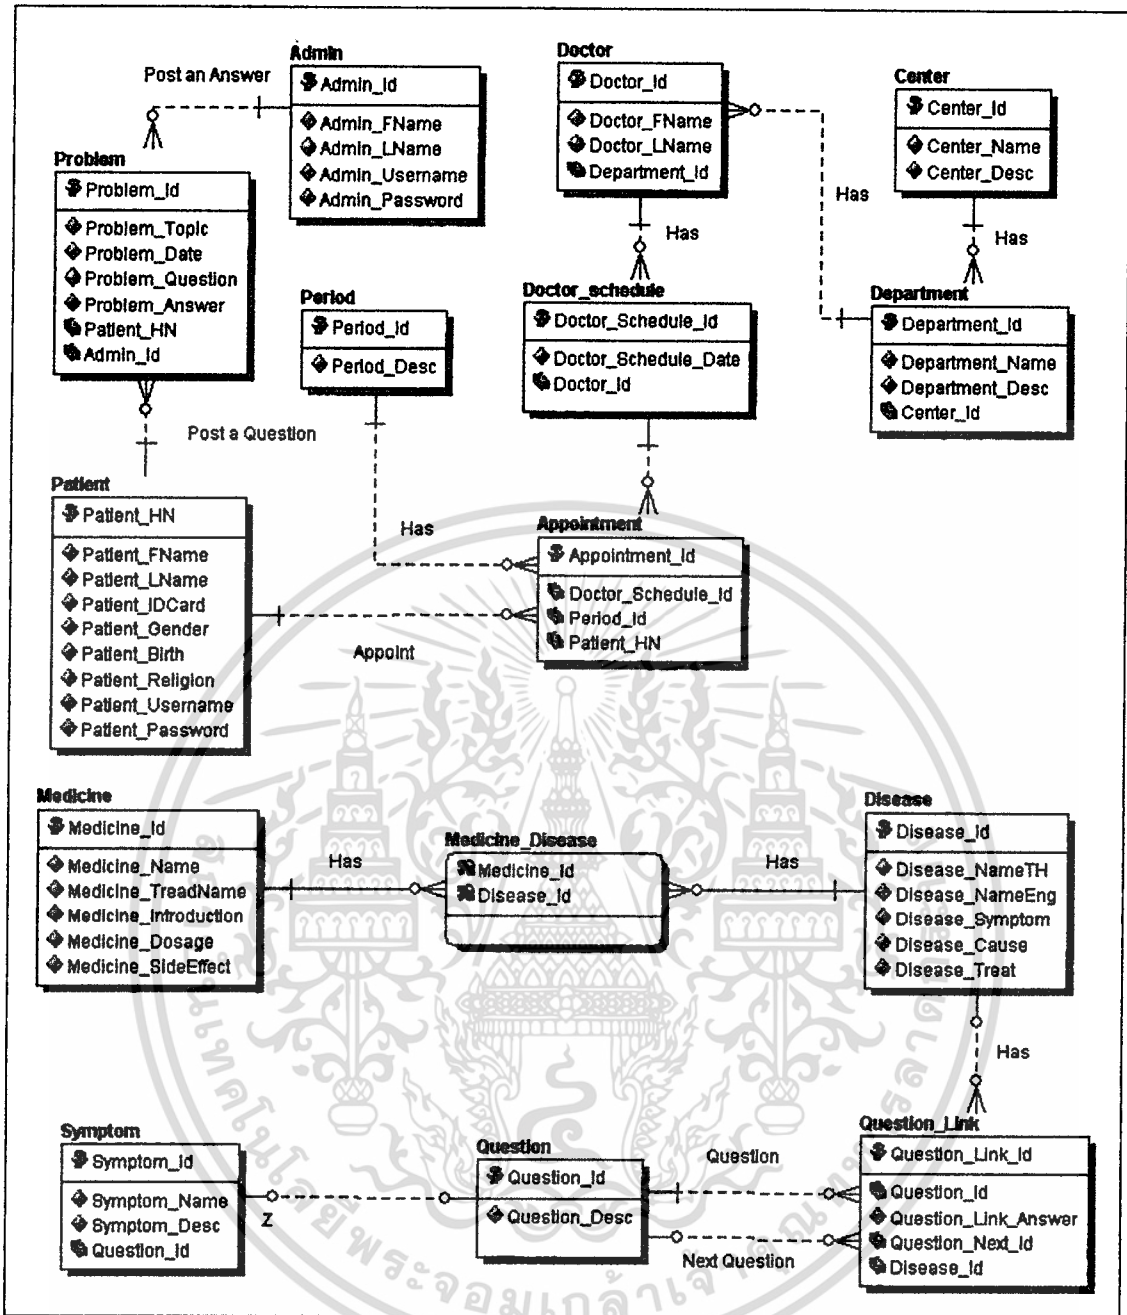 Admin
Admin_Id
Admin_FName
Admin_LName
Admin_Username
Admin_Password
Post an Answer
Doctor
Doctor_Id
Doctor_FName
Doctor_LName
Department_Id
Center
Center_Id
Center_Name
Center_Desc
Has
Has
Has
Problem
Problem_Id
Problem_Topic
Problem_Date
Problem_Question
Problem_Answer
Patient_HN
Admin_Id
Period
Period_Id
Period_Desc
Doctor_schedule
Doctor_Schedule_Id
Doctor_Schedule_Date
Doctor_Id
Department
Department_Id
Department_Name
Department_Desc
Center_Id
Post a Question
Patient
Patient_HN
Patient_FName
Patient_LName
Patient_IDCard
Patient_Gender
Patient_Birth
Patient_Religion
Patient_Username
Patient_Password
Has
Appoint
Appointment
Appointment_Id
Doctor_Schedule_Id
Period_Id
Patient_HN
Medicine
Medicine_Id
Medicine_Name
Medicine_TreadName
Medicine_Introduction
Medicine_Dosage
Medicine_SideEffect
Has
Medicine_Disease
Medicine_Id
Disease_Id
Has
Disease
Disease_Id
Disease_NameTH
Disease_NameEng
Disease_Symptom
Disease_Cause
Disease_Treat
Has
Symptom
Symptom_Id
Symptom_Name
Symptom_Desc
Question_Id
Z
Question
Question_Id
Question_Desc
Question
Next Question
Question_Link
Question_Link_Id
Question_Id
Question_Link_Answer
Question_Next_Id
Disease_Id